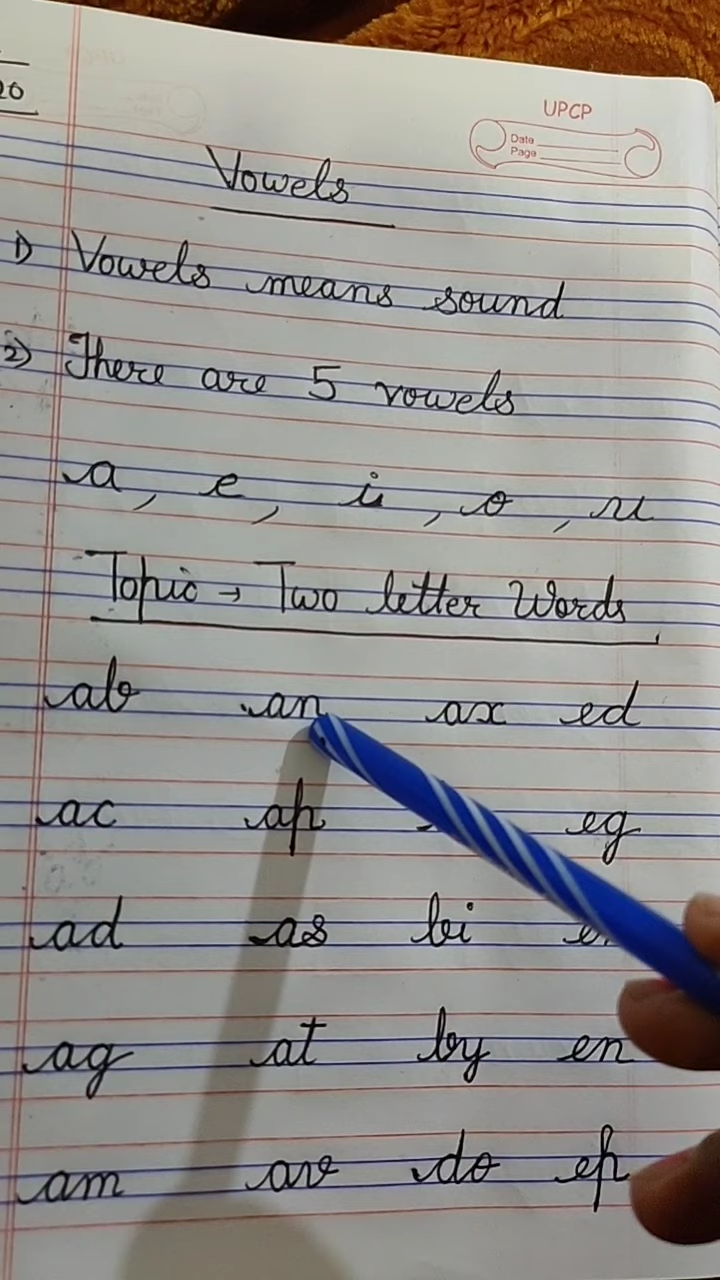 20
UPCP
Date
Page
Vowels
1) Vowels means sound
2) There are 5 vowels
a, e, i, o, u
Topic → Two letter Words
ab an ax ed
ac ap eg
ad as bi
ag at by en
am av do ep